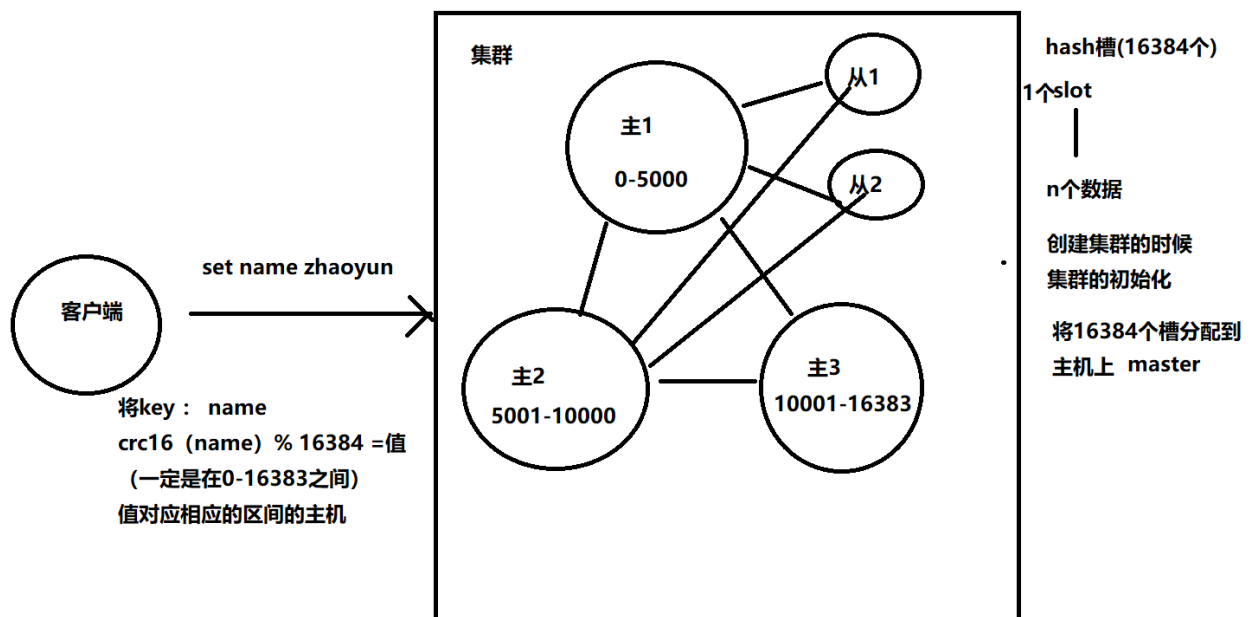 集群
从1
主1
0-5000
从2
set name zhaoyun
客户端
主2
5001-10000
主3
10001-16383
将key： name
crc16（name）% 16384 =值
（一定是在0-16383之间）
值对应相应的区间的主机
hash槽(16384个)
1个slot
n个数据
创建集群的时候
集群的初始化
将16384个槽分配到
主机上 master